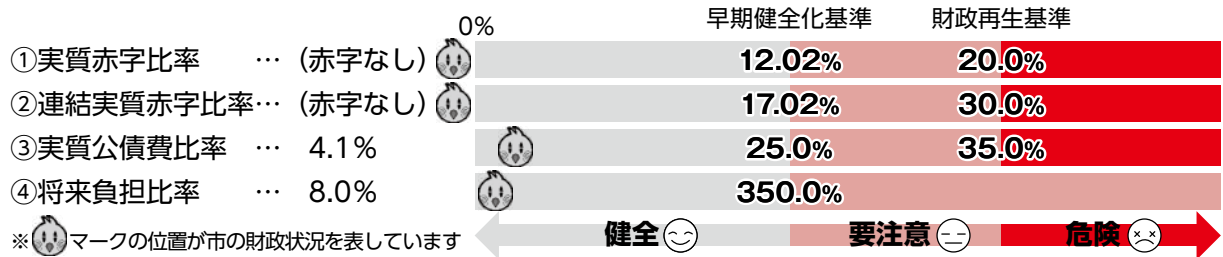 0% 早期健全化基準 財政再生基準
①実質赤字比率 … (赤字なし) 12.02% 20.0%
②連結実質赤字比率… (赤字なし) 17.02% 30.0%
③実質公債費比率 … 4.1% 25.0% 35.0%
④将来負担比率 … 8.0% 350.0%
※マークの位置が市の財政状況を表しています 健全 要注意 危険